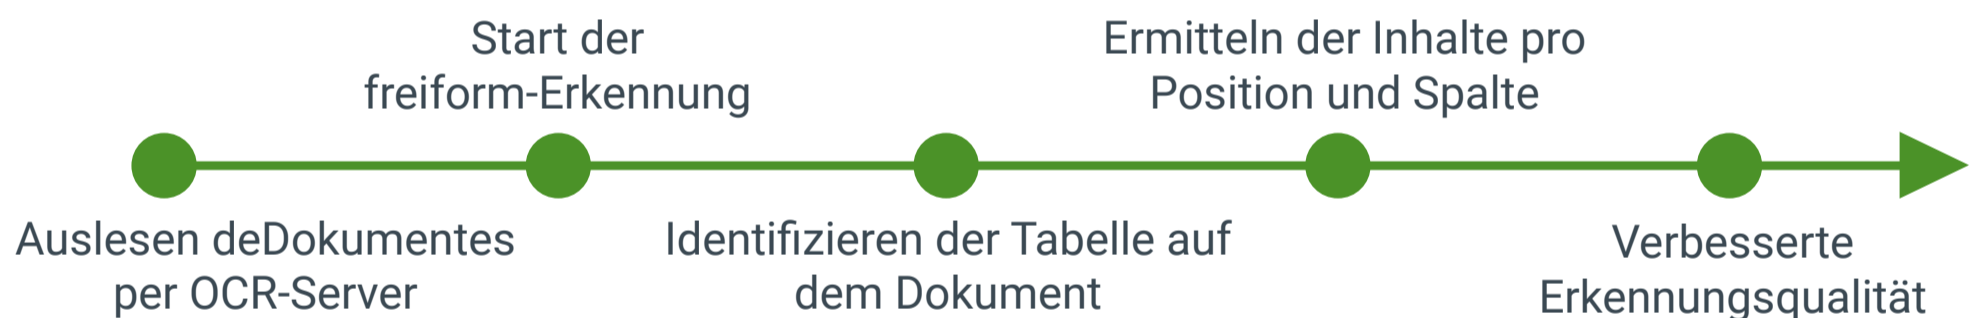 Start der
freiform-Erkennung
Ermitteln der Inhalte pro
Position und Spalte
Auslesen deDokumentes
per OCR-Server
Identifizieren der Tabelle auf
dem Dokument
Verbesserte
Erkennungsqualität